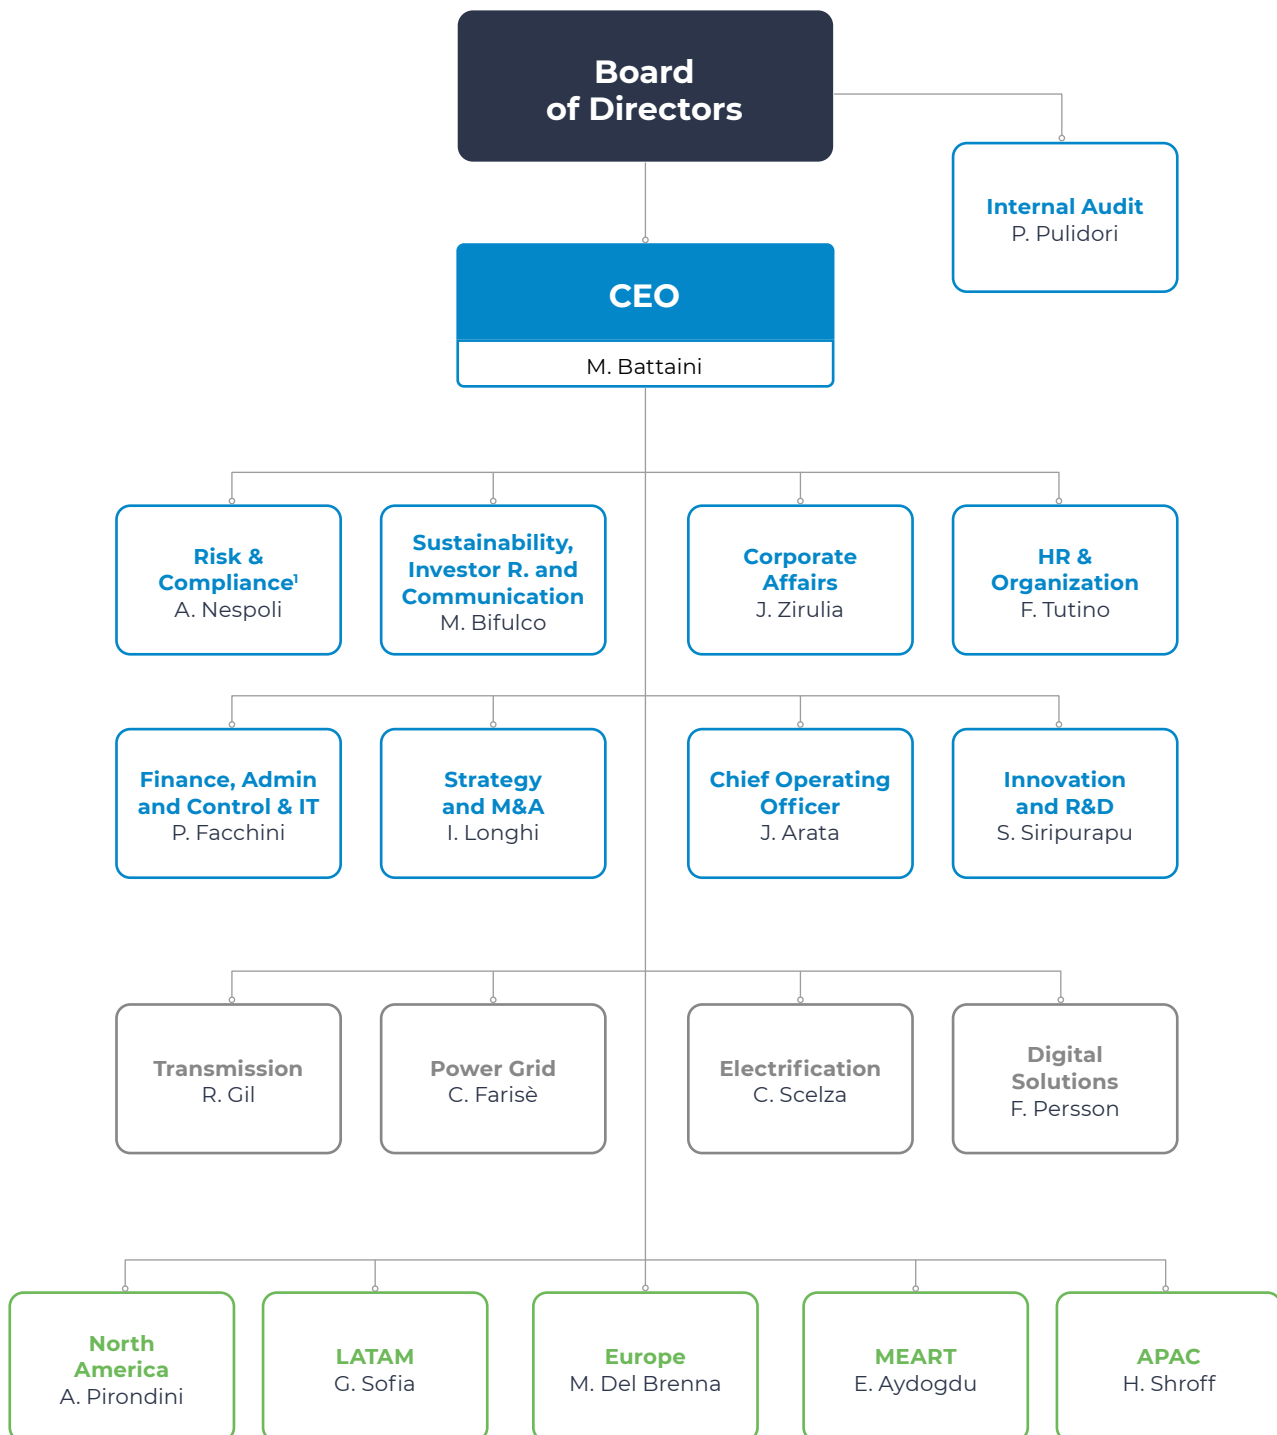 Board
of Directors
Internal Audit
P. Pulidori
CEO
M. Battaini
Risk &
Compliance¹
A. Nespoli
Sustainability,
Investor R. and
Communication
M. Bifulco
Corporate
Affairs
J. Zirulia
HR &
Organization
F. Tutino
Finance, Admin
and Control & IT
P. Facchini
Strategy
and M&A
I. Longhi
Chief Operating
Officer
J. Arata
Innovation
and R&D
S. Siripurapu
Transmission
R. Gil
Power Grid
C. Farisè
Electrification
C. Scelza
Digital
Solutions
F. Persson
North
America
A. Pirondini
LATAM
G. Sofia
Europe
M. Del Brenna
MEART
E. Aydogdu
APAC
H. Shroff